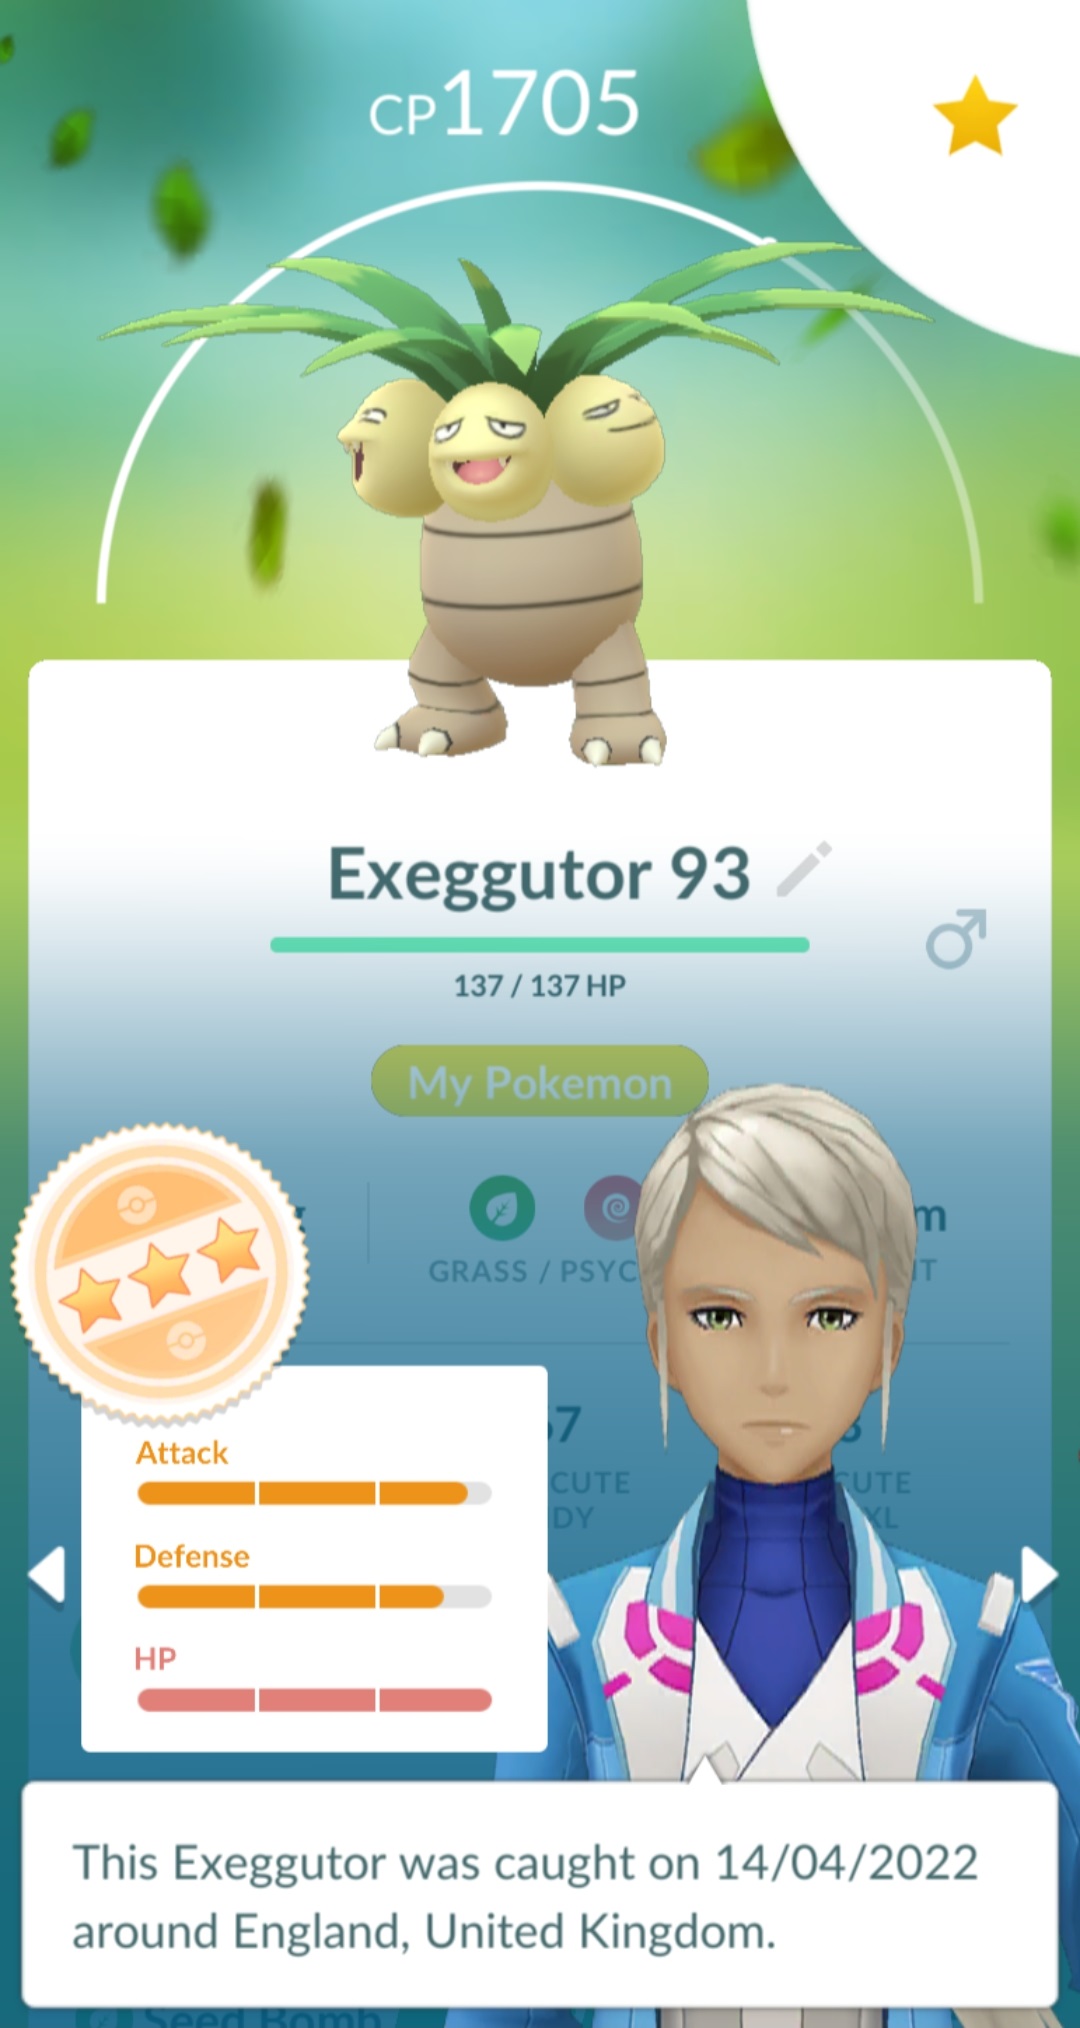 CP1705
Exeggutor 93
137 / 137 HP
My Pokemon
m
GRASS / PSYC
Attack
Defense
HP
CUTE
DY
CUTE
XL
This Exeggutor was caught on 14/04/2022
around England, United Kingdom.
Seed Bomb